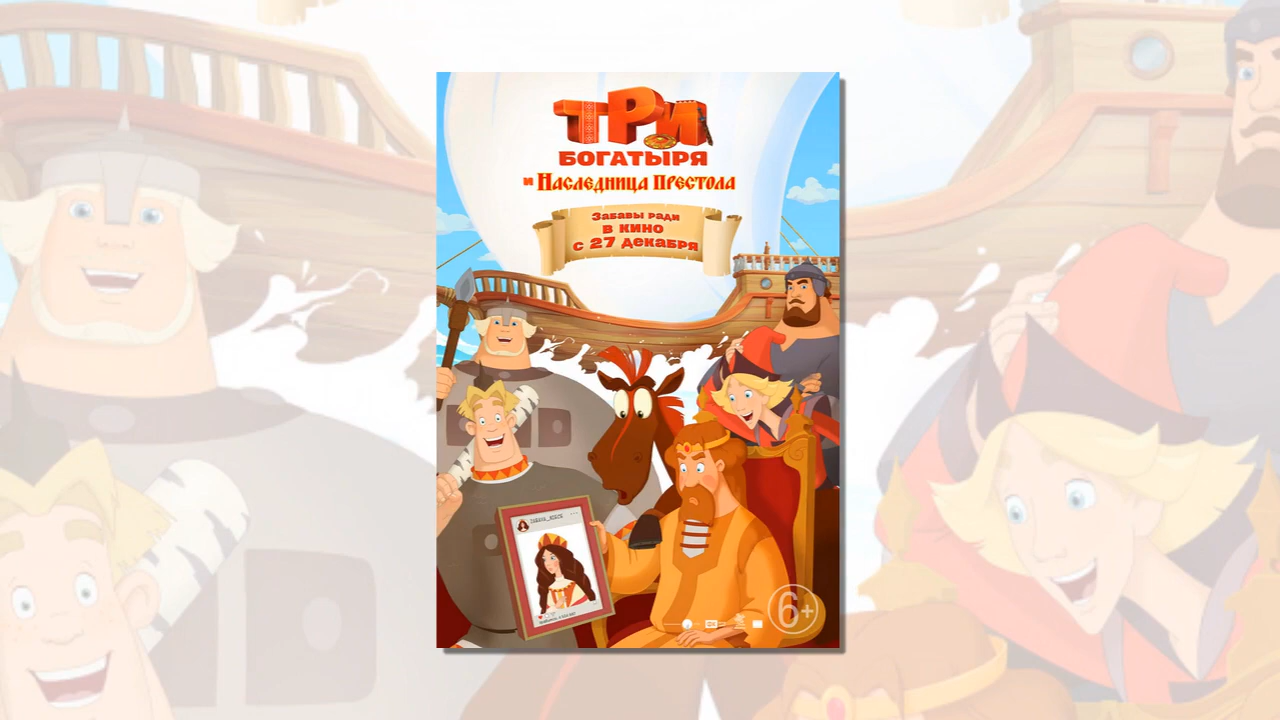 ТРИ
БОГАТЫРЯ
и НАСЛЕДНИЦА ПРЕСТОЛА
Забавы ради
в кино
с 27 декабря
6+